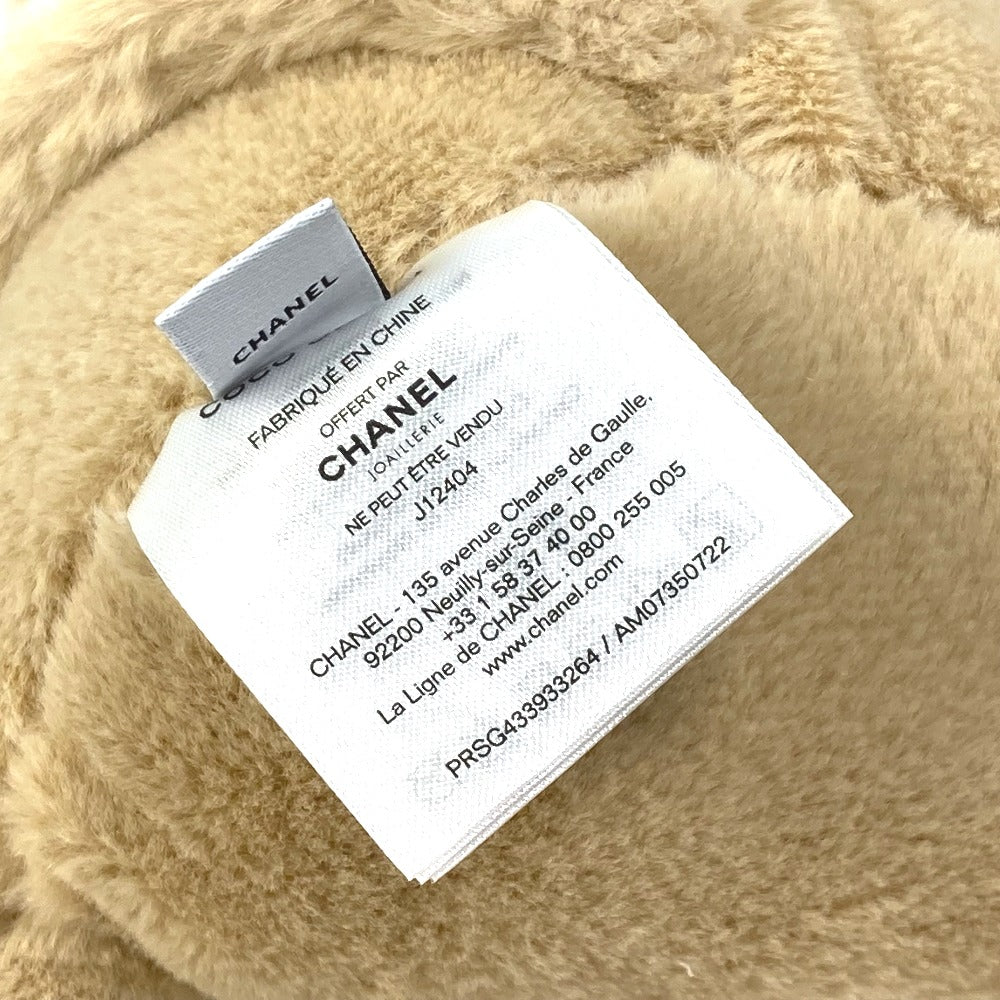 CHANEL
COCO
FABRIQUÉ EN CHINE
OFFERT PAR
CHANEL
JOAILLERIE
NE PEUT ÊTRE VENDU
J12404
CHANEL - 135 avenue Charles de Gaulle,
92200 Neuilly-sur-Seine - France
+33 1 58 37 40 00
La Ligne de CHANEL : 0800 255 005
www.chanel.com
PRSG433933264 / AM07350722